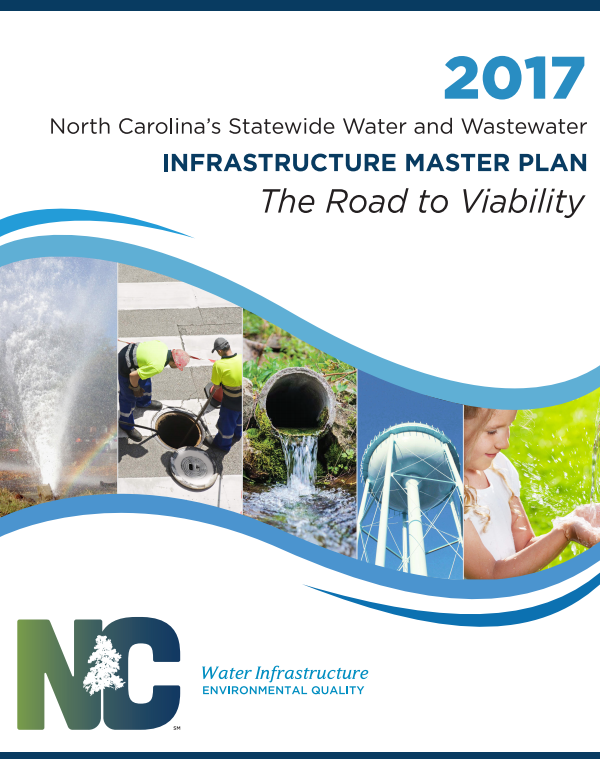 2017
North Carolina's Statewide Water and Wastewater
INFRASTRUCTURE MASTER PLAN
The Road to Viability
NC
SM
Water Infrastructure
ENVIRONMENTAL QUALITY